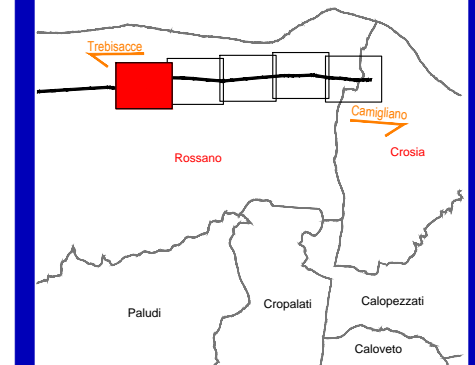 Trebisacce
Camigliano
Rossano
Crosia
Paludi
Cropalati
Calopezzati
Caloveto